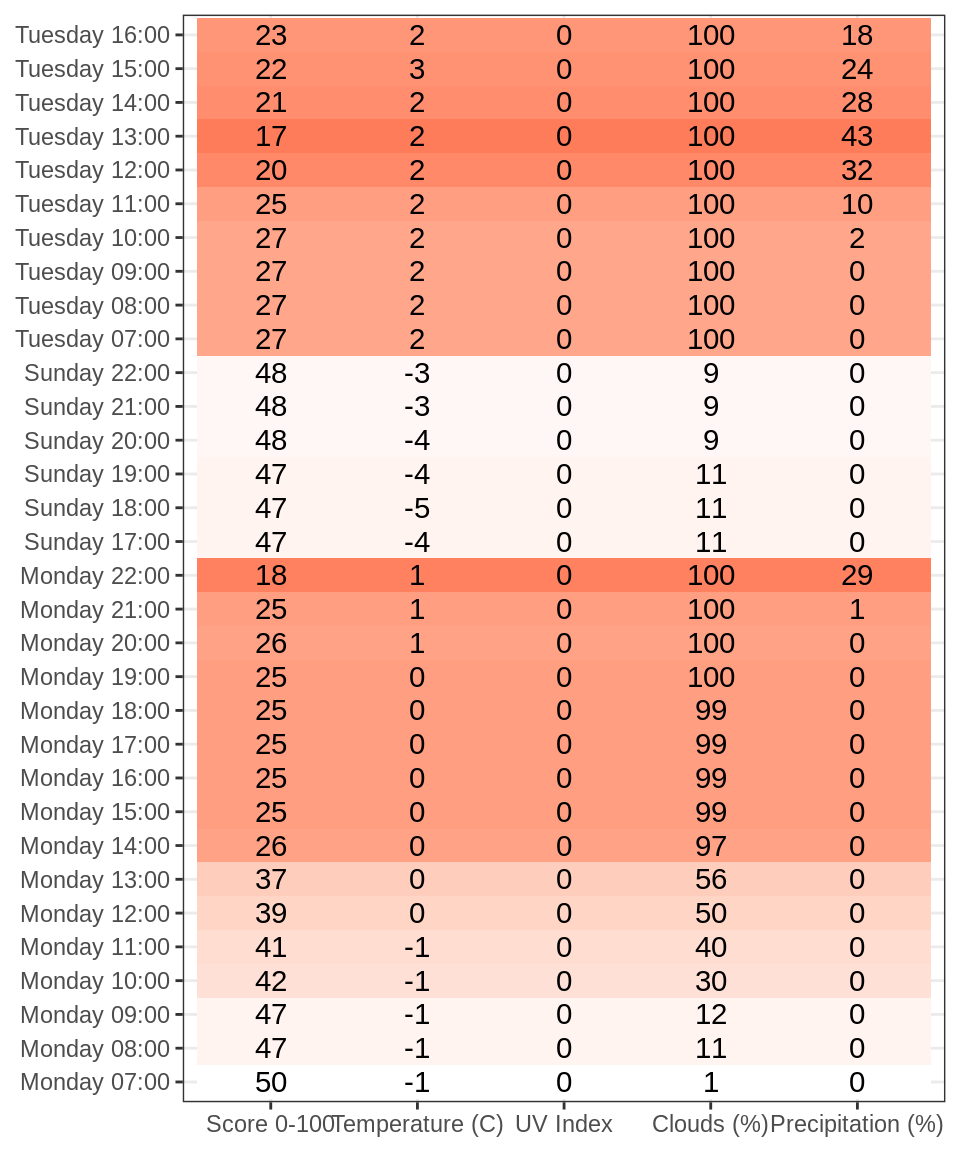 Tuesday 16:00 23 2 0 100 18
Tuesday 15:00 22 3 0 100 24
Tuesday 14:00 21 2 0 100 28
Tuesday 13:00 17 2 0 100 43
Tuesday 12:00 20 2 0 100 32
Tuesday 11:00 25 2 0 100 10
Tuesday 10:00 27 2 0 100 2
Tuesday 09:00 27 2 0 100 0
Tuesday 08:00 27 2 0 100 0
Tuesday 07:00 27 2 0 100 0
Sunday 22:00 48 -3 0 9 0
Sunday 21:00 48 -3 0 9 0
Sunday 20:00 48 -4 0 9 0
Sunday 19:00 47 -4 0 11 0
Sunday 18:00 47 -5 0 11 0
Sunday 17:00 47 -4 0 11 0
Monday 22:00 18 1 0 100 29
Monday 21:00 25 1 0 100 1
Monday 20:00 26 1 0 100 0
Monday 19:00 25 0 0 100 0
Monday 18:00 25 0 0 99 0
Monday 17:00 25 0 0 99 0
Monday 16:00 25 0 0 99 0
Monday 15:00 25 0 0 99 0
Monday 14:00 26 0 0 97 0
Monday 13:00 37 0 0 56 0
Monday 12:00 39 0 0 50 0
Monday 11:00 41 -1 0 40 0
Monday 10:00 42 -1 0 30 0
Monday 09:00 47 -1 0 12 0
Monday 08:00 47 -1 0 11 0
Monday 07:00 50 -1 0 1 0
Score 0-100 Temperature (C) UV Index Clouds (%) Precipitation (%)